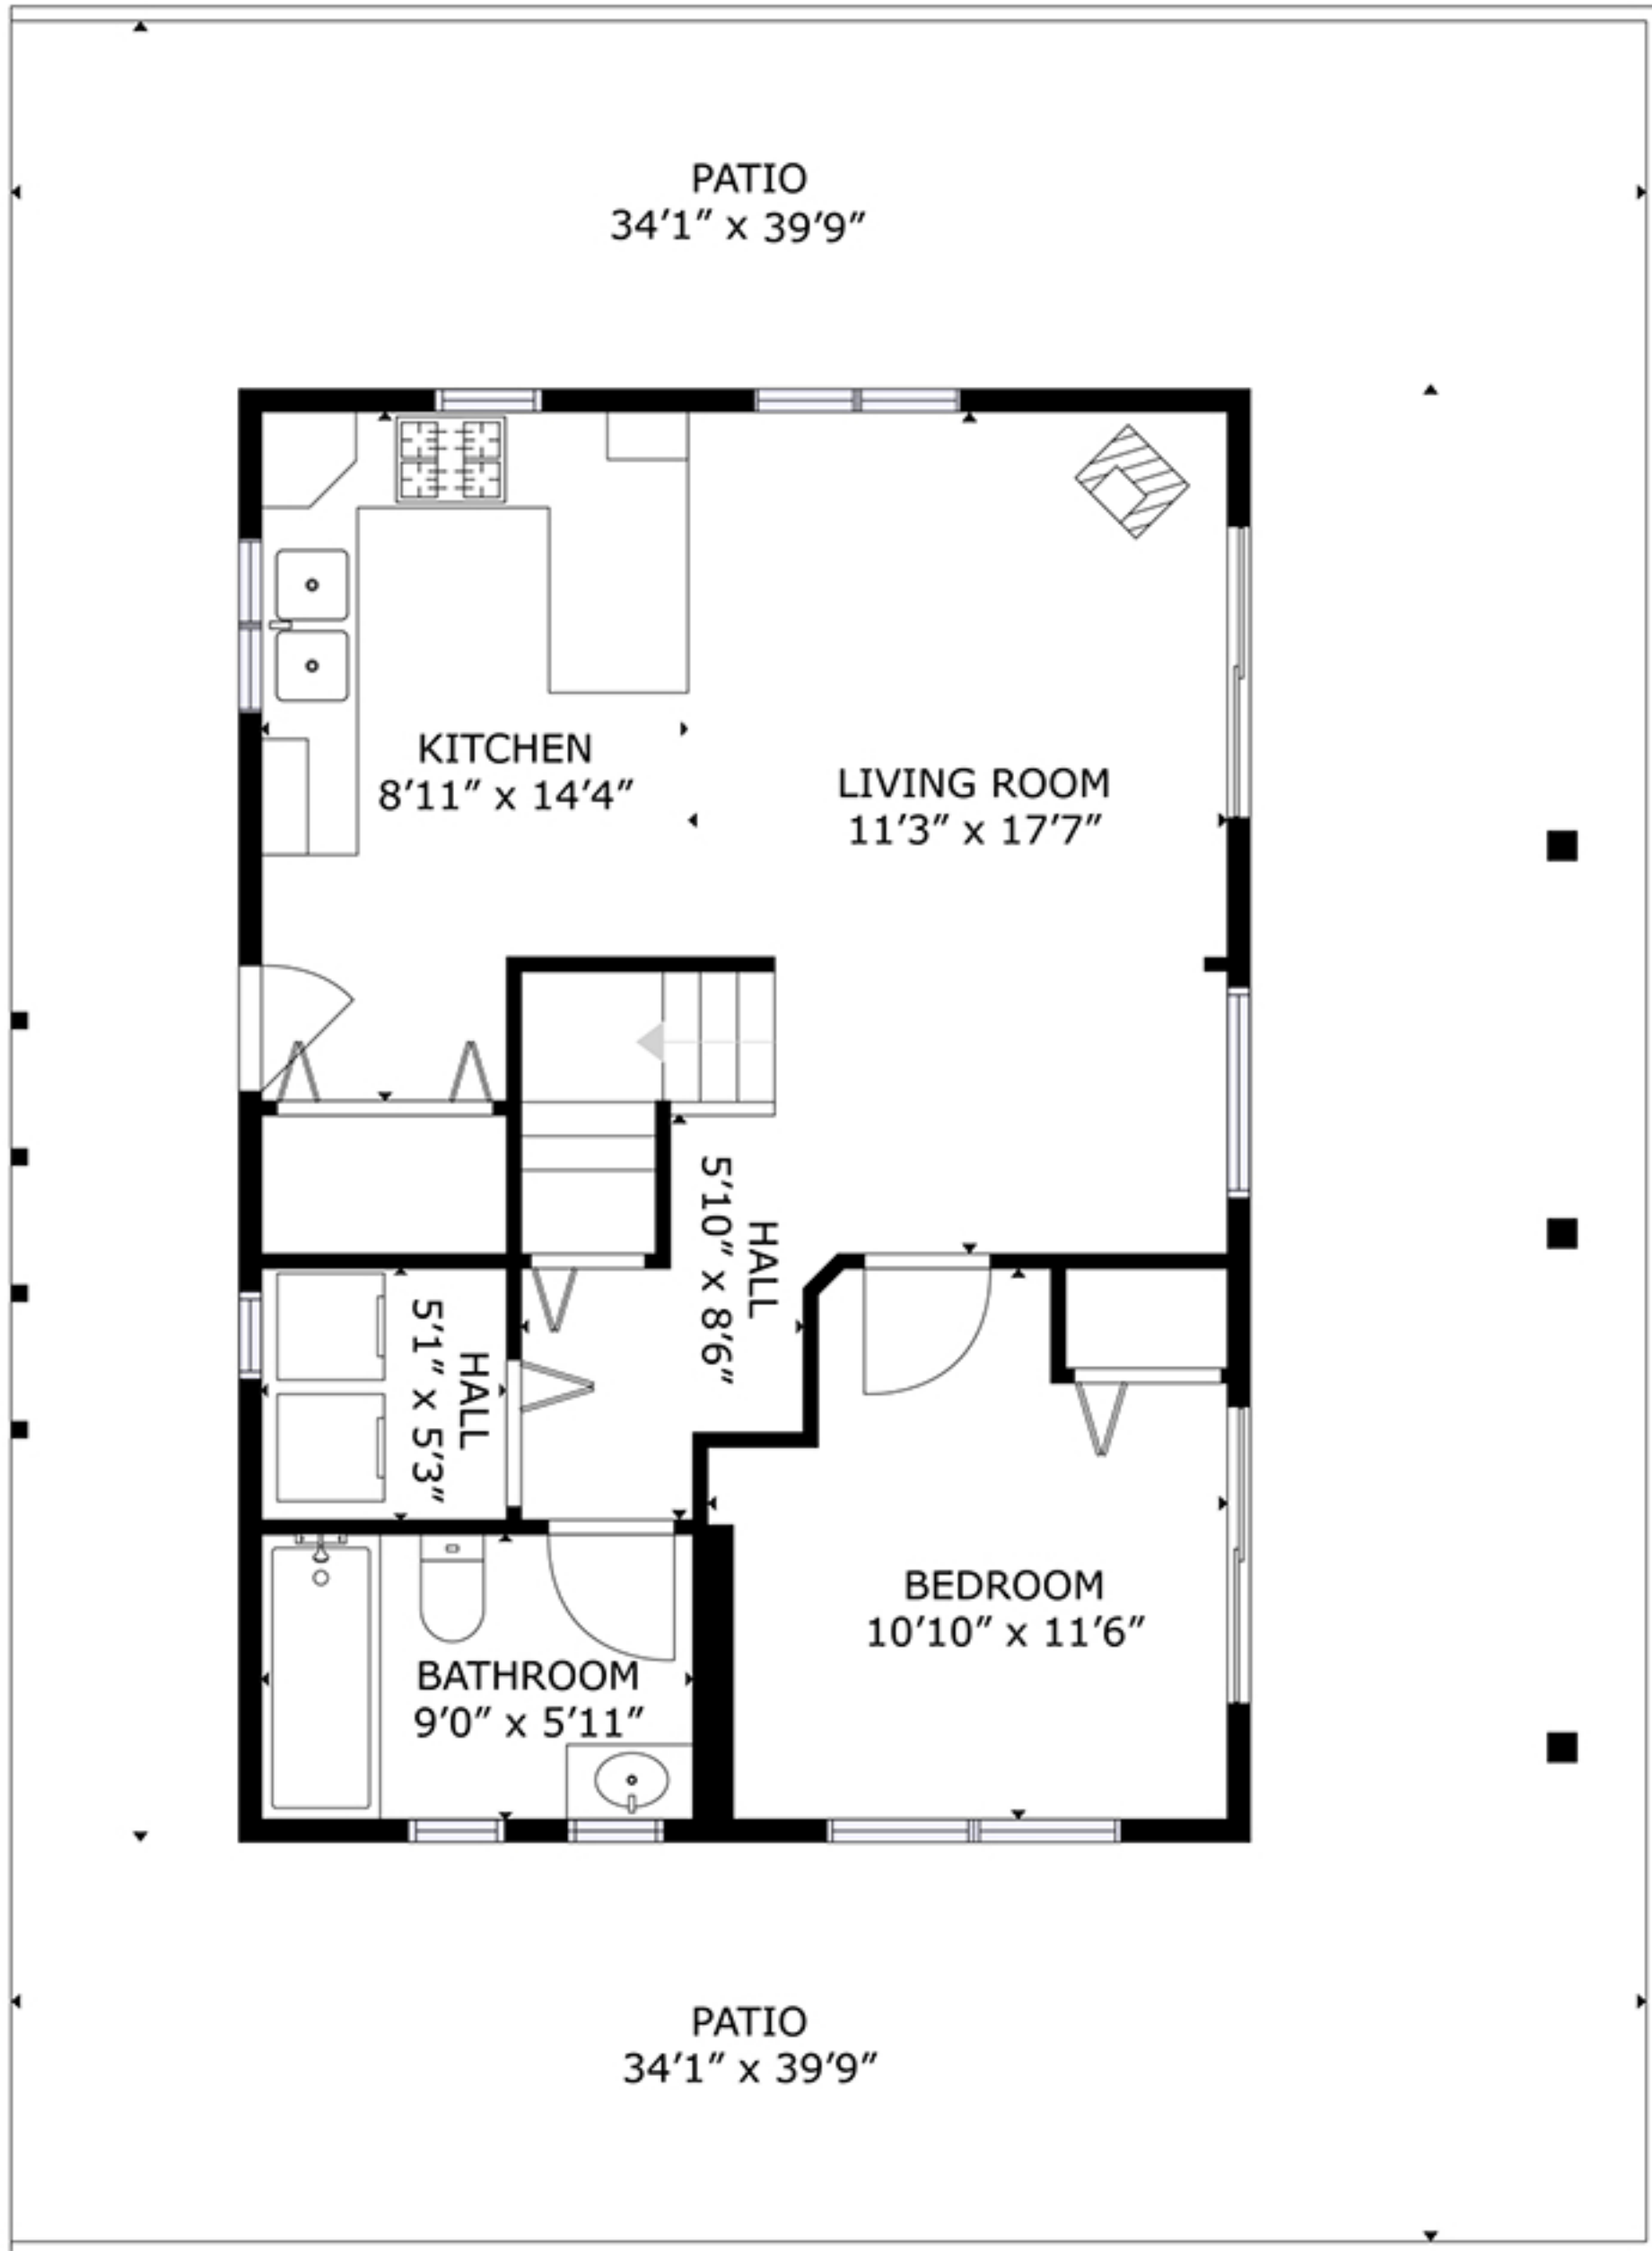 PATIO
34′1″ x 39′9″
KITCHEN
8′11″ x 14′4″
LIVING ROOM
11′3″ x 17′7″
HALL
5′10″ x 8′6″
HALL
5′1″ x 5′3″
BEDROOM
10′10″ x 11′6″
BATHROOM
9′0″ x 5′11″
PATIO
34′1″ x 39′9″